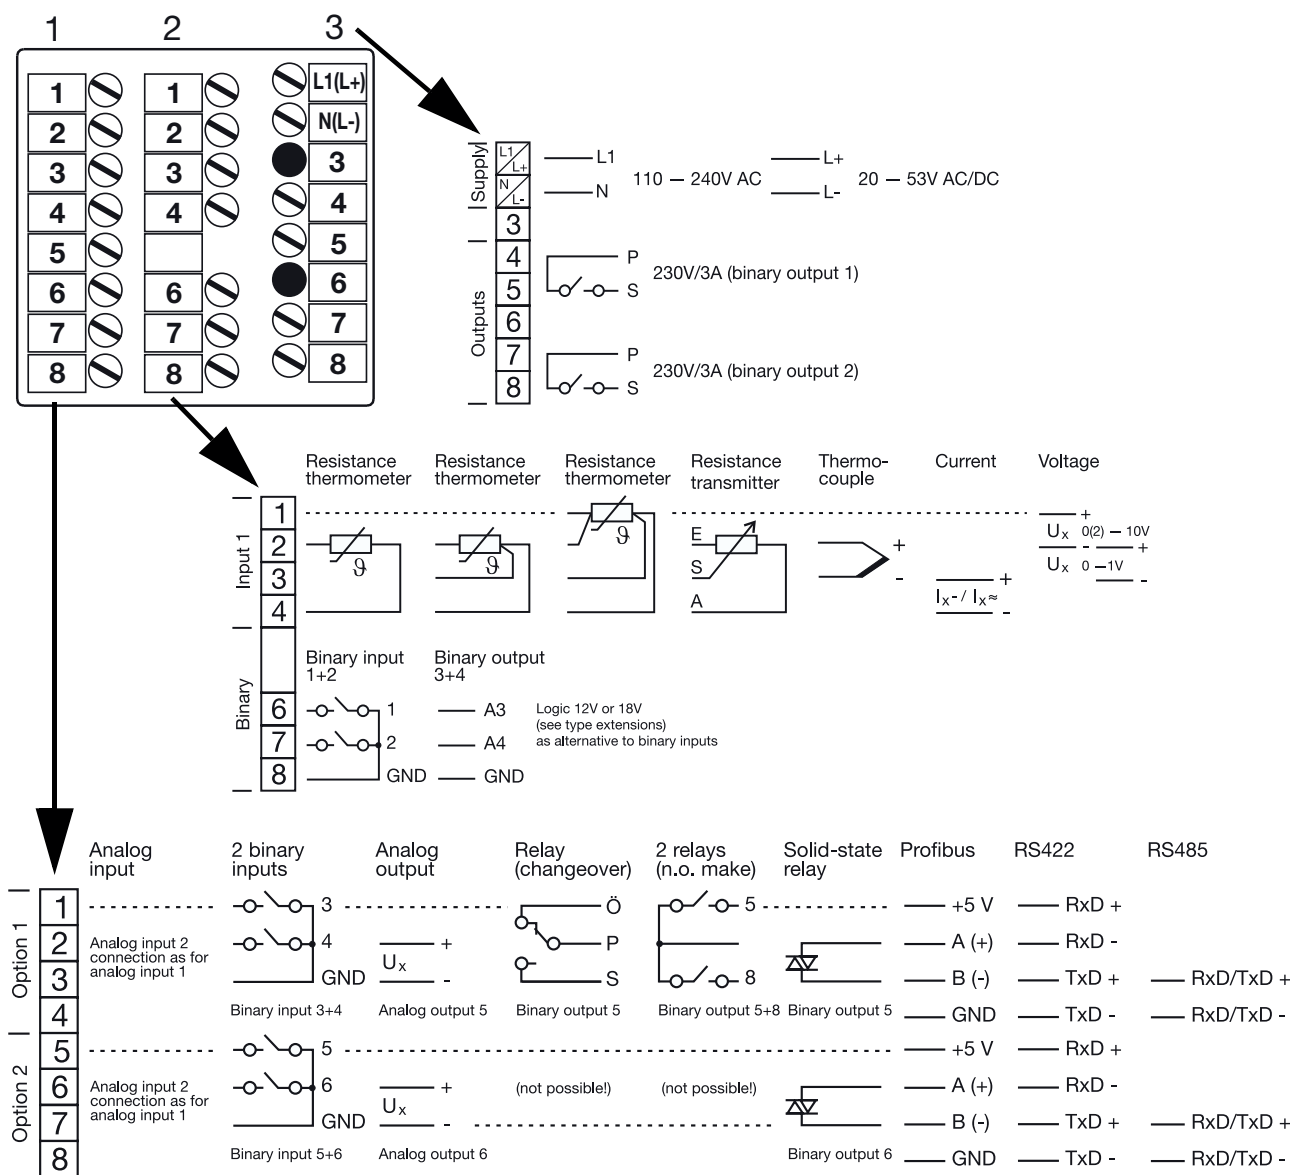 1 2 3
1 1 L1(L+)
2 2 N(L-)
3 3 3
4 4 4
5 5
6 6 6
7 7 7
8 8 8
Supply
L1/L+
N/L-
3
L1
N
110 – 240V AC
L+
L-
20 – 53V AC/DC
Outputs
4
5
6
7
8
P
S
230V/3A (binary output 1)
P
S
230V/3A (binary output 2)
Resistance thermometer
Resistance thermometer
Resistance thermometer
Resistance transmitter
Thermo-couple
Current
Voltage
Input 1
1
2
3
4
ϑ
ϑ
ϑ
E
S
A
+
-
+
Ix- / Ix≈
-
+
Ux 0(2) – 10V
- +
Ux 0 –1V
-
Binary
6
7
8
Binary input
1+2
1
2
GND
Binary output
3+4
A3
A4
GND
Logic 12V or 18V
(see type extensions)
as alternative to binary inputs
Analog input
2 binary inputs
Analog output
Relay (changeover)
2 relays (n.o. make)
Solid-state relay
Profibus
RS422
RS485
Option 1
1
2
3
4
Analog input 2
connection as for
analog input 1
3
4
GND
Binary input 3+4
+
Ux
-
Analog output 5
Ö
P
S
Binary output 5
5
8
Binary output 5+8
Binary output 5
+5 V
A (+)
B (-)
GND
RxD +
RxD -
TxD +
TxD -
RxD/TxD +
RxD/TxD -
Option 2
5
6
7
8
Analog input 2
connection as for
analog input 1
5
6
GND
Binary input 5+6
+
Ux
-
Analog output 6
(not possible!)
(not possible!)
Binary output 6
+5 V
A (+)
B (-)
GND
RxD +
RxD -
TxD +
TxD -
RxD/TxD +
RxD/TxD -